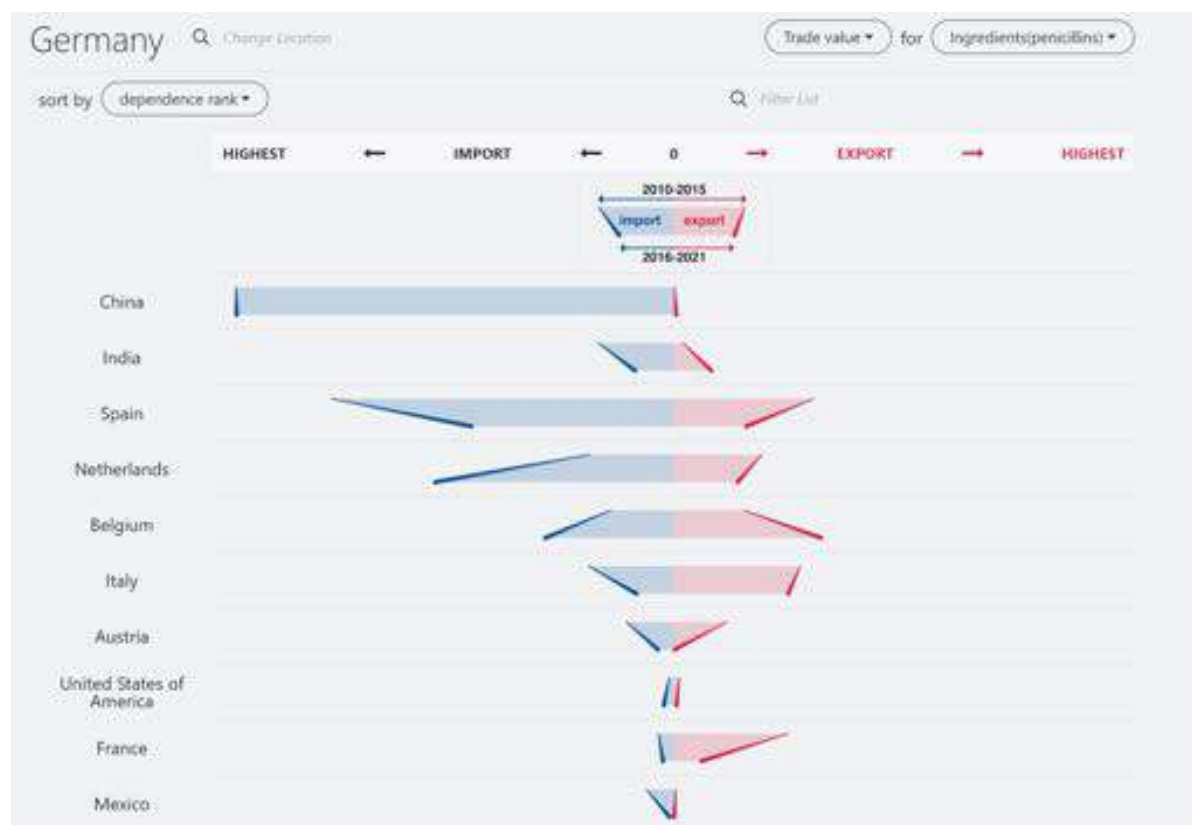 Germany Change Location Trade value for Ingredients(penicillins)
sort by dependence rank Filter List
HIGHEST IMPORT 0 EXPORT HIGHEST
2010-2015
import export
2016-2021
China
India
Spain
Netherlands
Belgium
Italy
Austria
United States of
America
France
Mexico